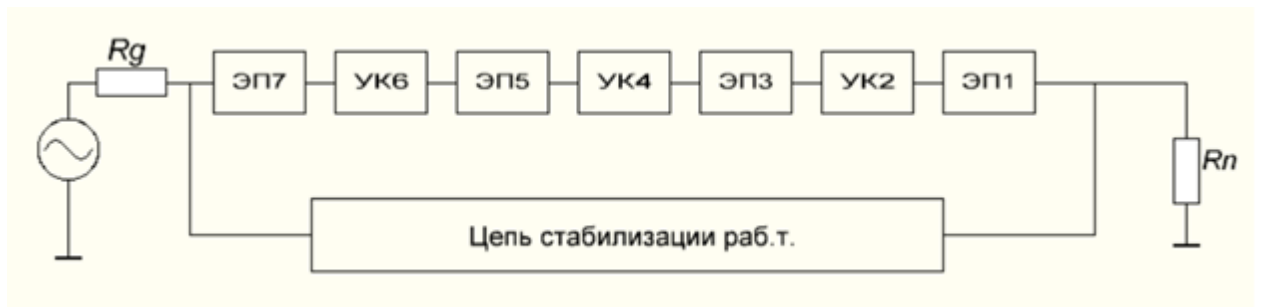 Rg
ЭП7 УК6 ЭП5 УК4 ЭП3 УК2 ЭП1
Rn
Цепь стабилизации раб.т.